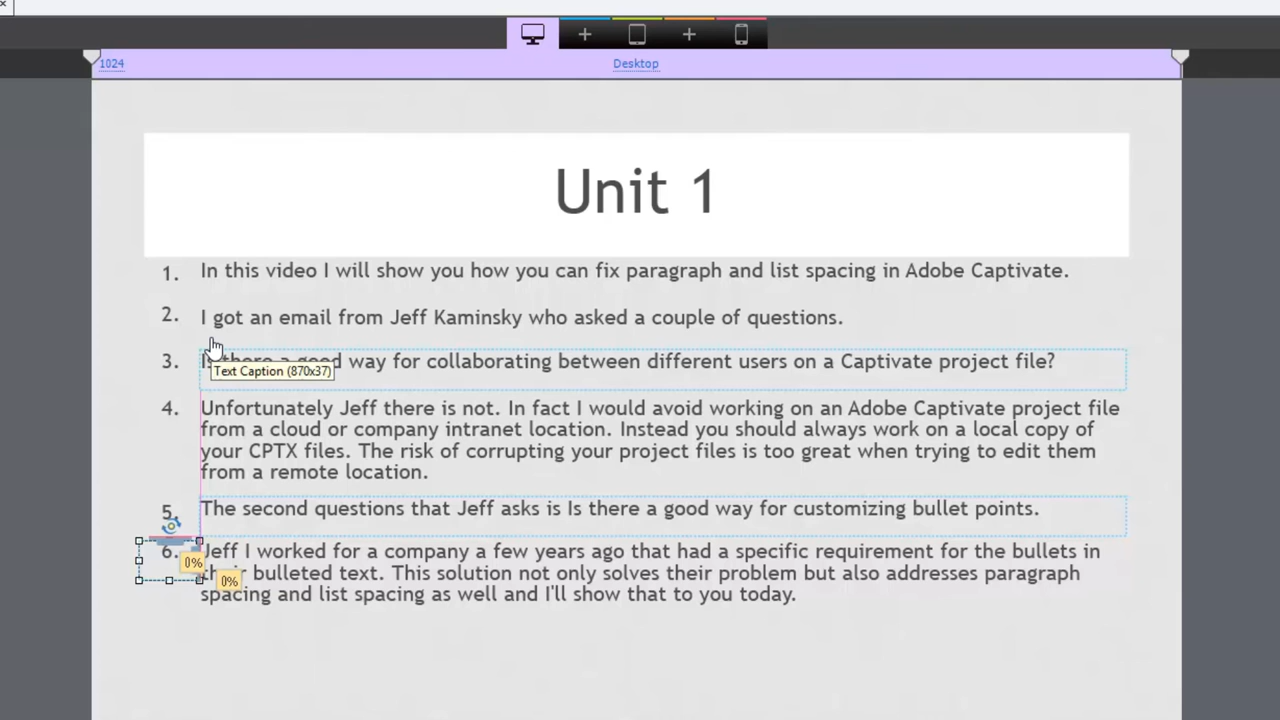 1024
Desktop
Unit 1
1. In this video I will show you how you can fix paragraph and list spacing in Adobe Captivate.
2. I got an email from Jeff Kaminsky who asked a couple of questions.
3. Is there a good way for collaborating between different users on a Captivate project file?
Text Caption (870x37)
4. Unfortunately Jeff there is not. In fact I would avoid working on an Adobe Captivate project file
from a cloud or company intranet location. Instead you should always work on a local copy of
your CPTX files. The risk of corrupting your project files is too great when trying to edit them
from a remote location.
5. The second questions that Jeff asks is Is there a good way for customizing bullet points.
6. Jeff I worked for a company a few years ago that had a specific requirement for the bullets in
0%
their bulleted text. This solution not only solves their problem but also addresses paragraph
0%
spacing and list spacing as well and I'll show that to you today.